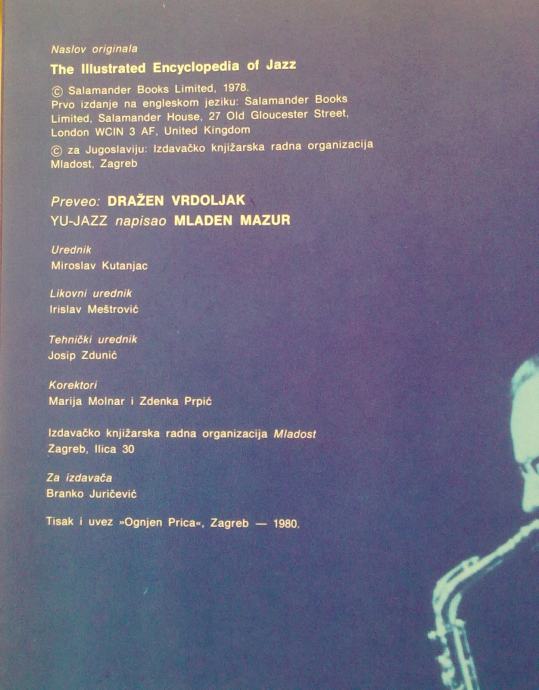 Naslov originala
The Illustrated Encyclopedia of Jazz
© Salamander Books Limited, 1978.
Prvo izdanje na engleskom jeziku: Salamander Books
Limited, Salamander House, 27 Old Gloucester Street,
London WCIN 3 AF, United Kingdom
© za Jugoslaviju: Izdavačko knjižarska radna organizacija
Mladost, Zagreb
Preveo: DRAŽEN VRDOLJAK
YU-JAZZ napisao MLADEN MAZUR
Urednik
Miroslav Kutanjac
Likovni urednik
Irislav Meštrović
Tehnički urednik
Josip Zdunić
Korektori
Marija Molnar i Zdenka Prpić
Izdavačko knjižarska radna organizacija Mladost
Zagreb, Ilica 30
Za izdavača
Branko Juričević
Tisak i uvez »Ognjen Prica«, Zagreb — 1980.